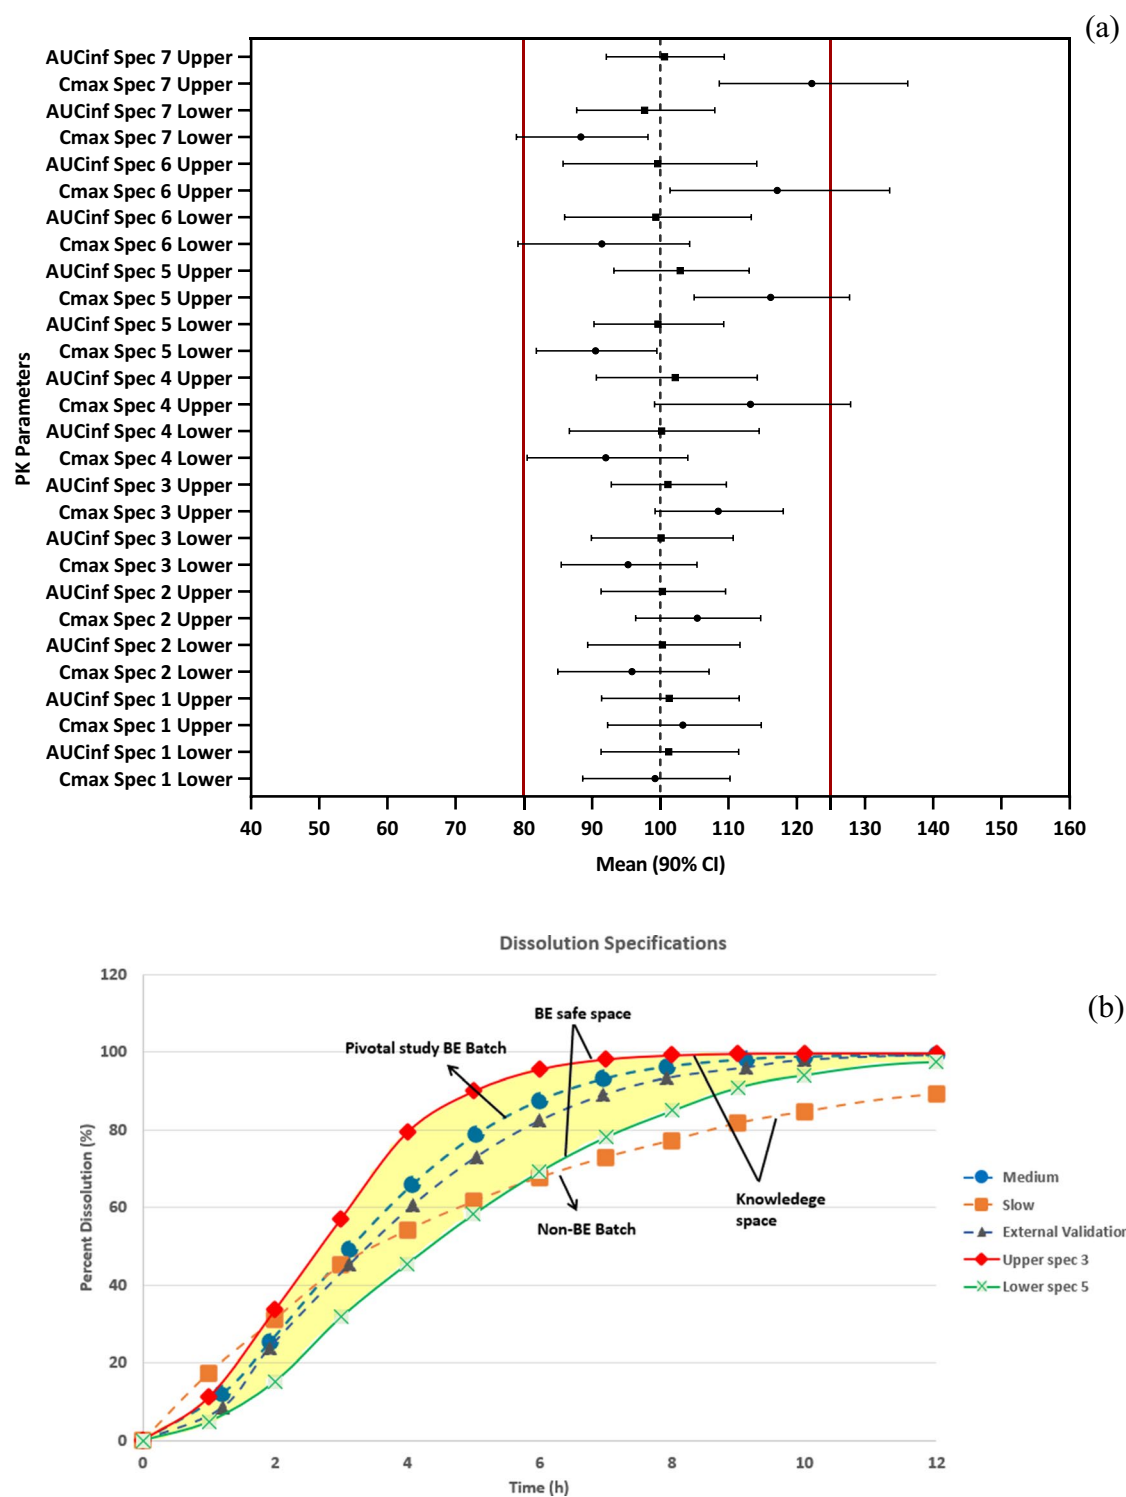 (a)
AUCinf Spec 7 Upper
Cmax Spec 7 Upper
AUCinf Spec 7 Lower
Cmax Spec 7 Lower
AUCinf Spec 6 Upper
Cmax Spec 6 Upper
AUCinf Spec 6 Lower
Cmax Spec 6 Lower
AUCinf Spec 5 Upper
Cmax Spec 5 Upper
AUCinf Spec 5 Lower
Cmax Spec 5 Lower
AUCinf Spec 4 Upper
Cmax Spec 4 Upper
AUCinf Spec 4 Lower
Cmax Spec 4 Lower
AUCinf Spec 3 Upper
Cmax Spec 3 Upper
AUCinf Spec 3 Lower
Cmax Spec 3 Lower
AUCinf Spec 2 Upper
Cmax Spec 2 Upper
AUCinf Spec 2 Lower
Cmax Spec 2 Lower
AUCinf Spec 1 Upper
Cmax Spec 1 Upper
AUCinf Spec 1 Lower
Cmax Spec 1 Lower
PK Parameters
40 50 60 70 80 90 100 110 120 130 140 150 160
Mean (90% CI)
Dissolution Specifications
(b)
120
100
80
60
40
20
0
Percent Dissolution (%)
BE safe space
Pivotal study BE Batch
Knowledege
space
Non-BE Batch
Medium
Slow
External Validation
Upper spec 3
Lower spec 5
0 2 4 6 8 10 12
Time (h)